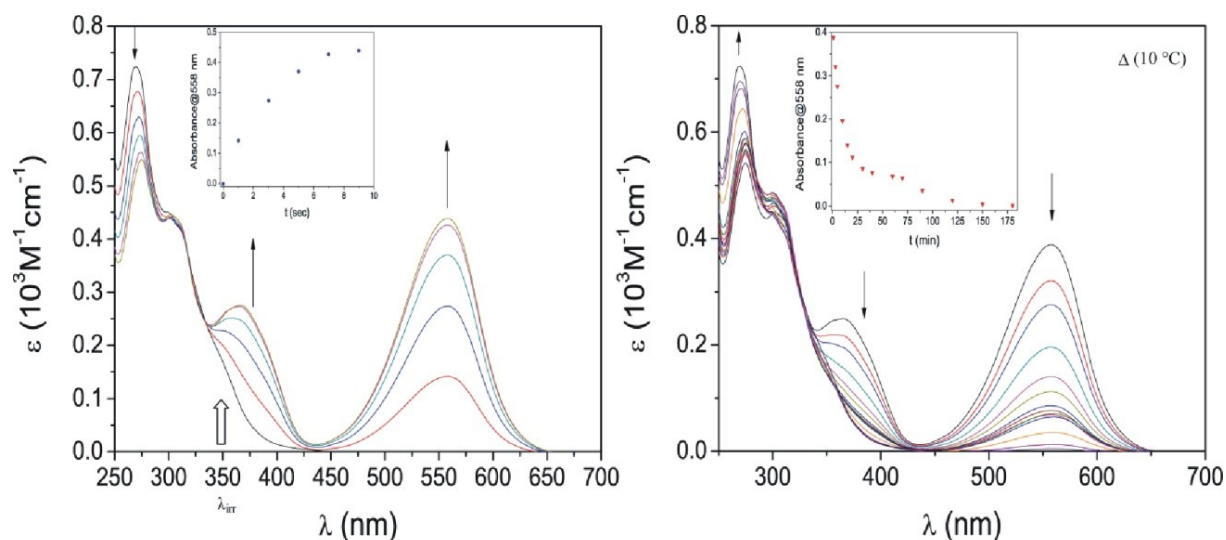 0.8
0.7
0.6
0.5
0.4
0.3
0.2
0.1
0.0
ε (10³M⁻¹cm⁻¹)
250 300 350 400 450 500 550 600 650 700
λirr
λ (nm)
0.5
0.4
0.3
0.2
0.1
0.0
Absorbance@558 nm
0 2 4 6 8 10
t (sec)
0.8
0.6
0.4
0.2
0.0
ε (10³M⁻¹cm⁻¹)
300 400 500 600 700
λ (nm)
Δ (10 °C)
0.4
0.3
0.2
0.1
0.0
Absorbance@558 nm
0 25 50 75 100 125 150 175
t (min)